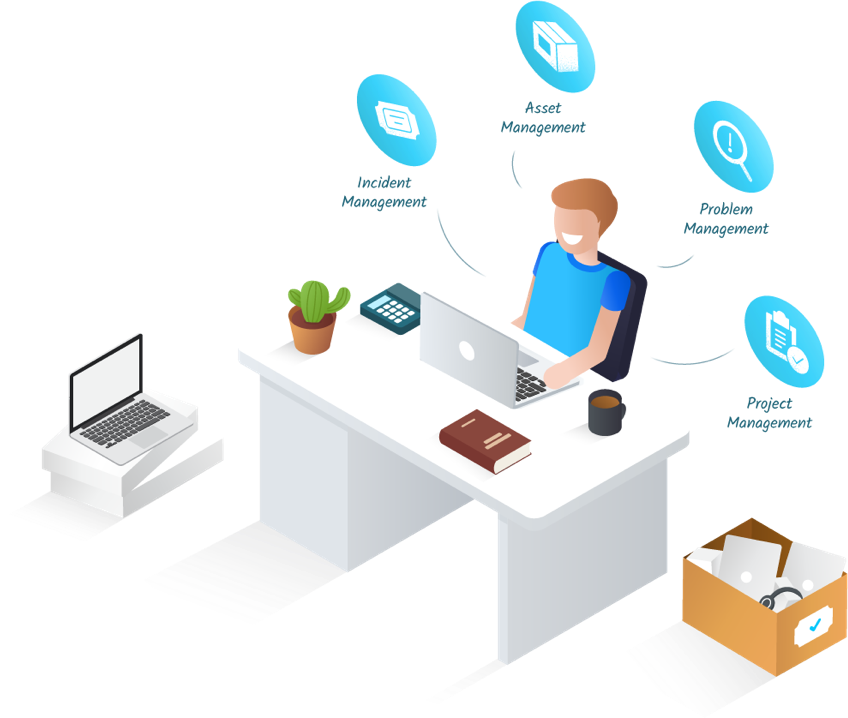 Asset
Management
Incident
Management
Problem
Management
Project
Management